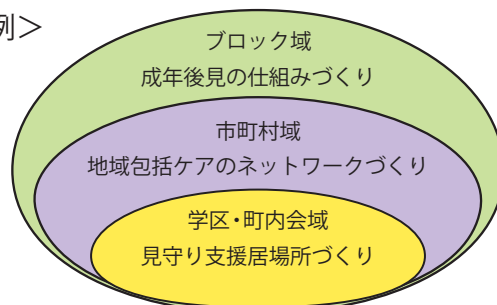 例＞
ブロック域
成年後見の仕組みづくり
市町村域
地域包括ケアのネットワークづくり
学区・町内会域
見守り支援居場所づくり